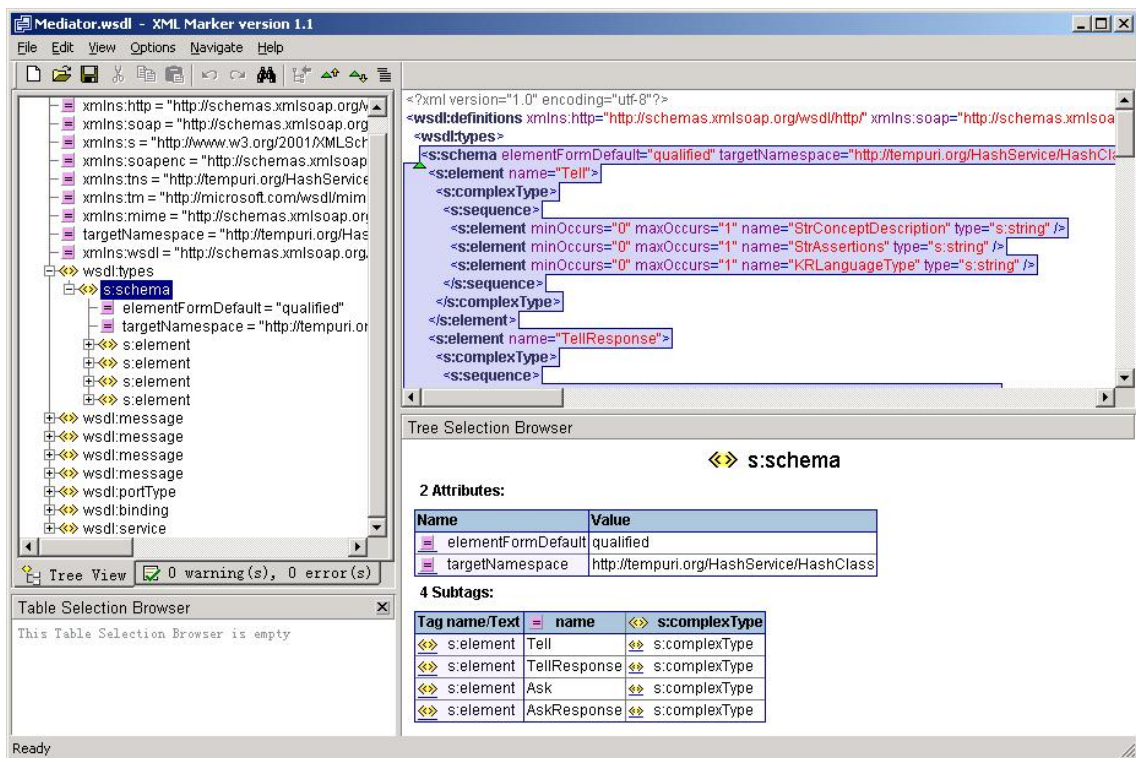 Mediator.wsdl - XML Marker version 1.1
File Edit View Options Navigate Help
xmlns:http = "http://schemas.xmlsoap.org/w
xmlns:soap = "http://schemas.xmlsoap.org
xmlns:s = "http://www.w3.org/2001/XMLSch
xmlns:soapenc = "http://schemas.xmlsoap
xmlns:tns = "http://tempuri.org/HashService
xmlns:tm = "http://microsoft.com/wsdl/mim
xmlns:mime = "http://schemas.xmlsoap.org
targetNamespace = "http://tempuri.org/Has
xmlns:wsdl = "http://schemas.xmlsoap.org
wsdl:types
s:schema
elementFormDefault = "qualified"
targetNamespace = "http://tempuri.or
s:element
s:element
s:element
s:element
wsdl:message
wsdl:message
wsdl:message
wsdl:message
wsdl:portType
wsdl:binding
wsdl:service
Tree View 0 warning(s), 0 error(s)
Table Selection Browser
This Table Selection Browser is empty
<?xml version="1.0" encoding="utf-8"?>
<wsdl:definitions xmlns:http="http://schemas.xmlsoap.org/wsdl/http/" xmlns:soap="http://schemas.xmlsoa
<wsdl:types>
<s:schema elementFormDefault="qualified" targetNamespace="http://tempuri.org/HashService/HashCla
<s:element name="Tell">
<s:complexType>
<s:sequence>
<s:element minOccurs="0" maxOccurs="1" name="StrConceptDescription" type="s:string" />
<s:element minOccurs="0" maxOccurs="1" name="StrAssertions" type="s:string" />
<s:element minOccurs="0" maxOccurs="1" name="KRLanguageType" type="s:string" />
</s:sequence>
</s:complexType>
</s:element>
<s:element name="TellResponse">
<s:complexType>
<s:sequence>
Tree Selection Browser
s:schema
2 Attributes:
Name Value
elementFormDefault qualified
targetNamespace http://tempuri.org/HashService/HashClass
4 Subtags:
Tag name/Text name s:complexType
s:element Tell s:complexType
s:element TellResponse s:complexType
s:element Ask s:complexType
s:element AskResponse s:complexType
Ready